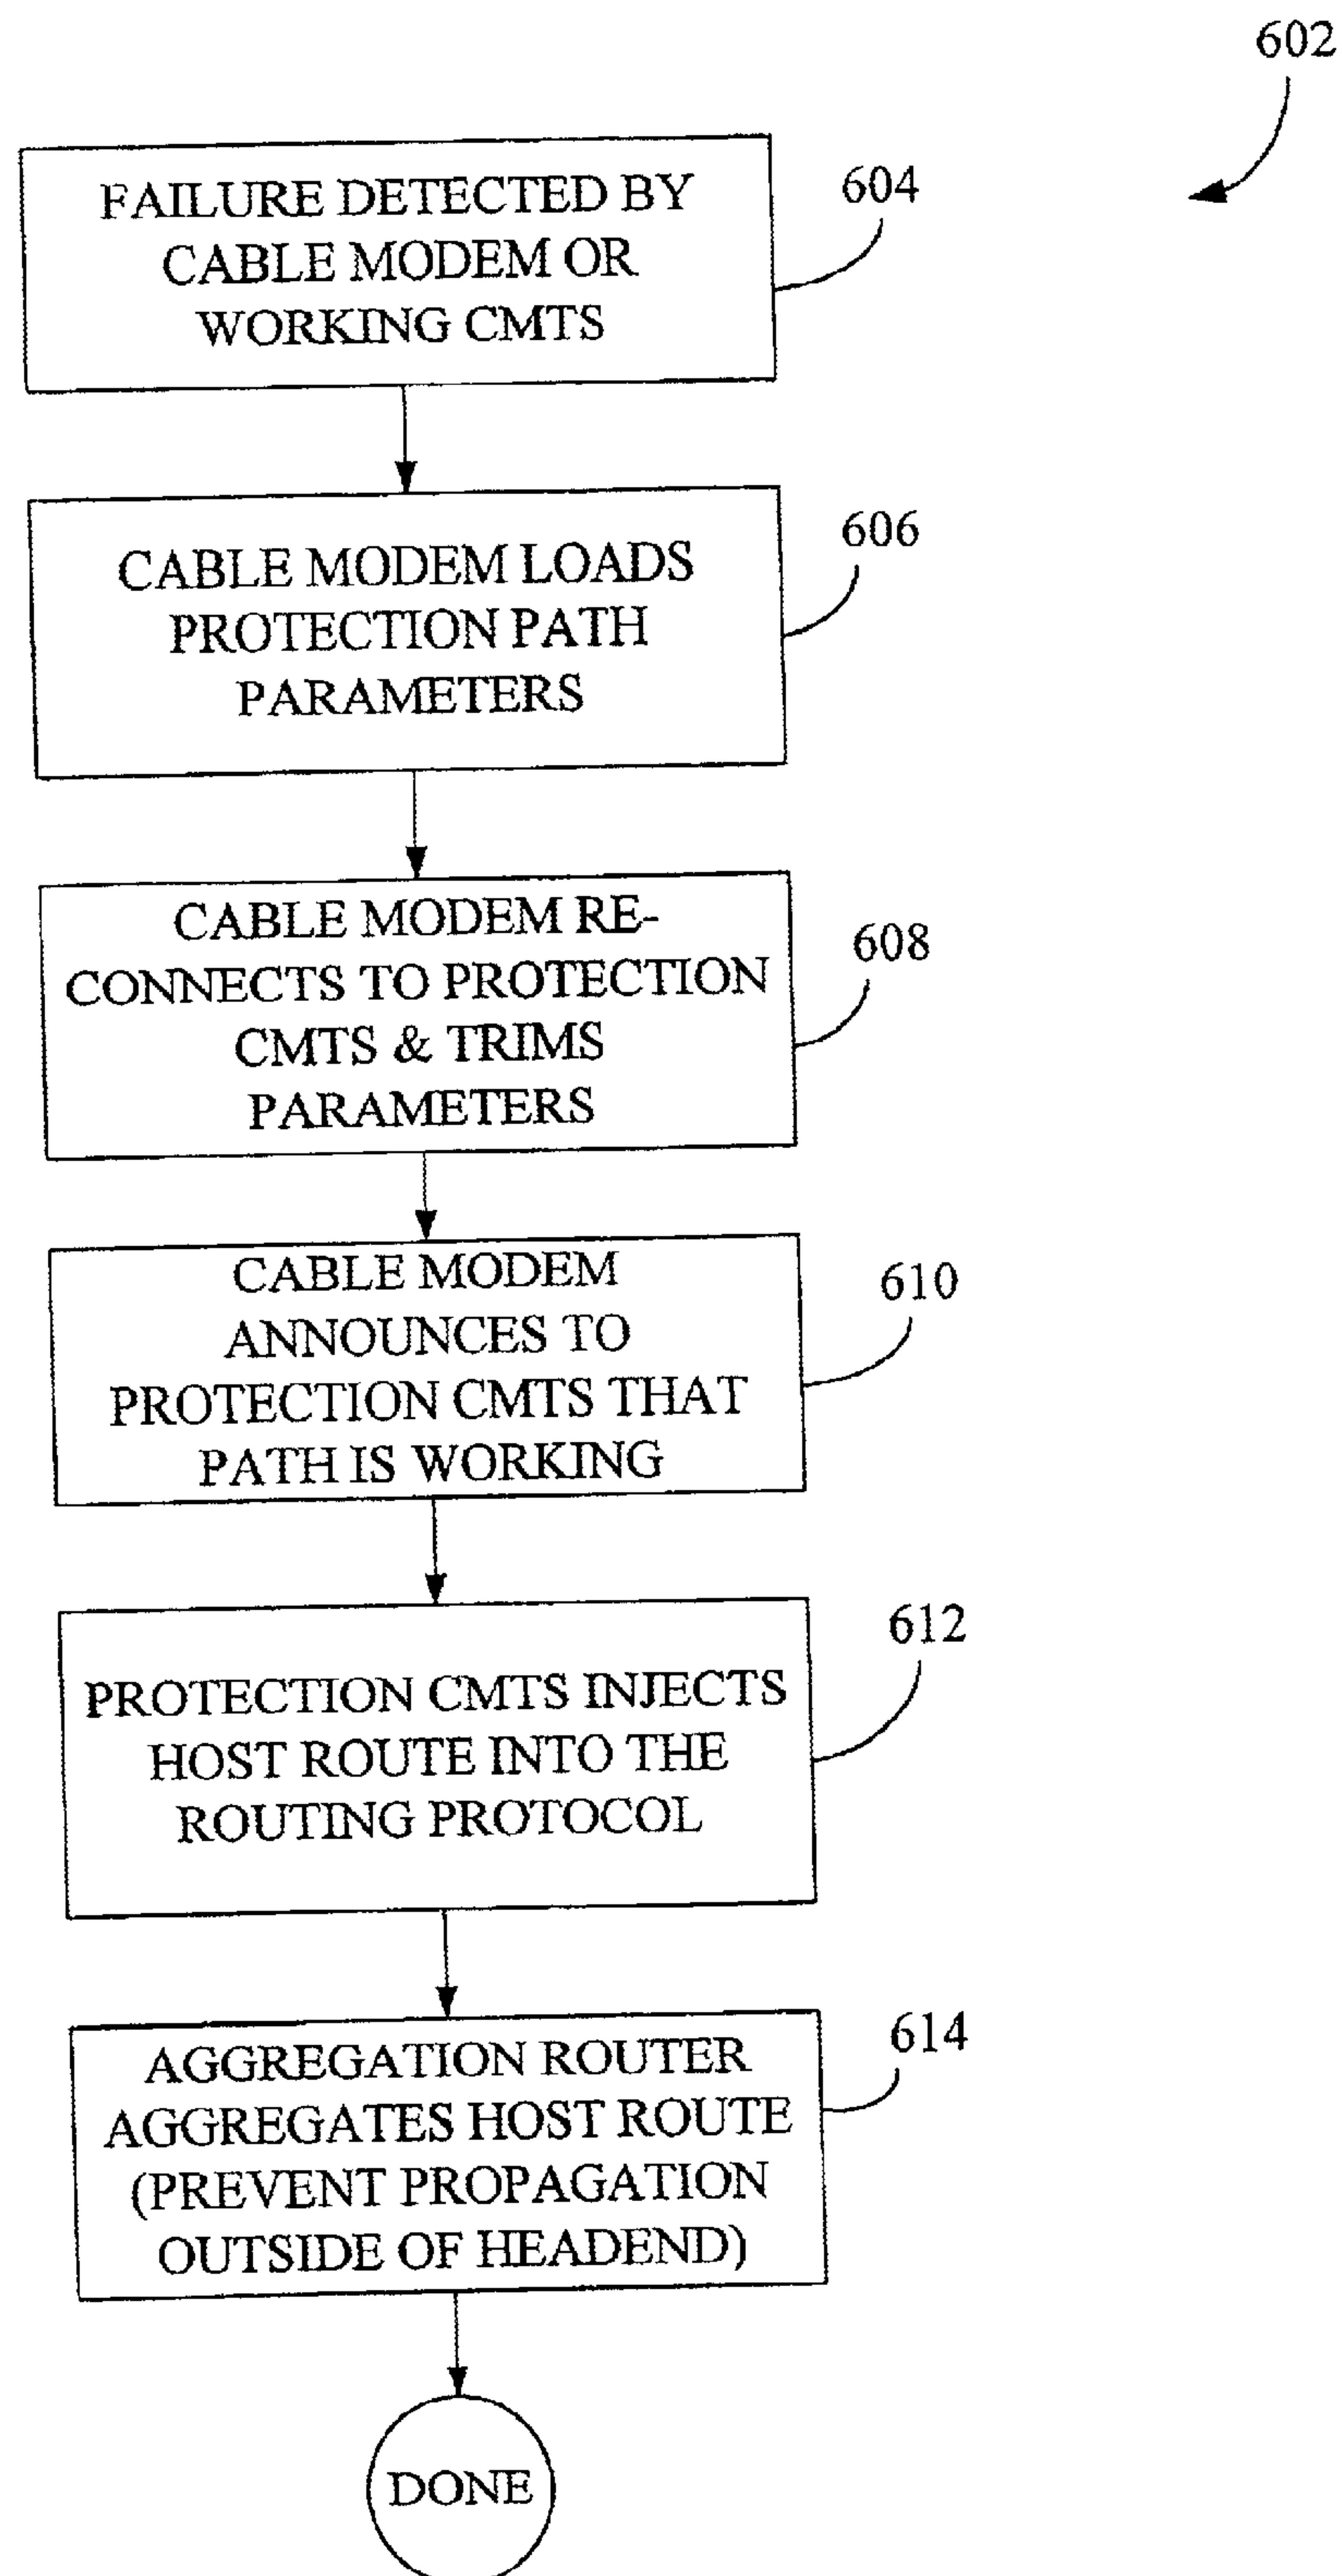 602
FAILURE DETECTED BY
CABLE MODEM OR
WORKING CMTS
604
CABLE MODEM LOADS
PROTECTION PATH
PARAMETERS
606
CABLE MODEM RE-
CONNECTS TO PROTECTION
CMTS & TRIMS
PARAMETERS
608
CABLE MODEM
ANNOUNCES TO
PROTECTION CMTS THAT
PATH IS WORKING
610
PROTECTION CMTS INJECTS
HOST ROUTE INTO THE
ROUTING PROTOCOL
612
AGGREGATION ROUTER
AGGREGATES HOST ROUTE
(PREVENT PROPAGATION
OUTSIDE OF HEADEND)
614
DONE